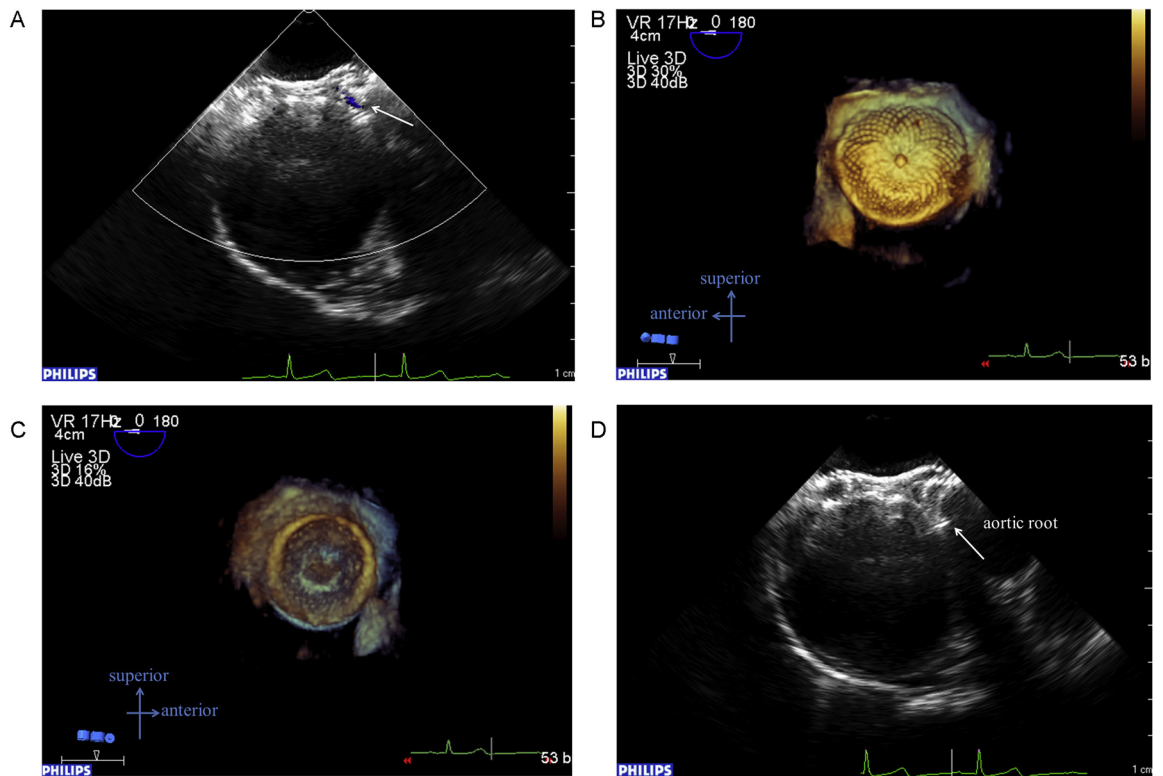 A
PHILIPS
1 cm
B
VR 17Hz 0 0 180
4cm
Live 3D
3D 30%
3D 40dB
superior
anterior
53 b
PHILIPS
C
VR 17Hz 0 0 180
4cm
Live 3D
3D 16%
3D 40dB
superior
anterior
53 b
PHILIPS
D
aortic root
PHILIPS
1 cm